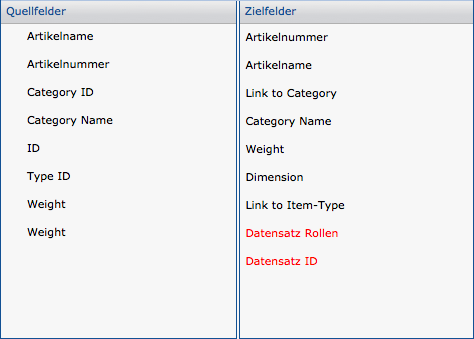 Quellfelder
Artikelname
Artikelnummer
Category ID
Category Name
ID
Type ID
Weight
Weight
Zielfelder
Artikelnummer
Artikelname
Link to Category
Category Name
Weight
Dimension
Link to Item-Type
Datensatz Rollen
Datensatz ID